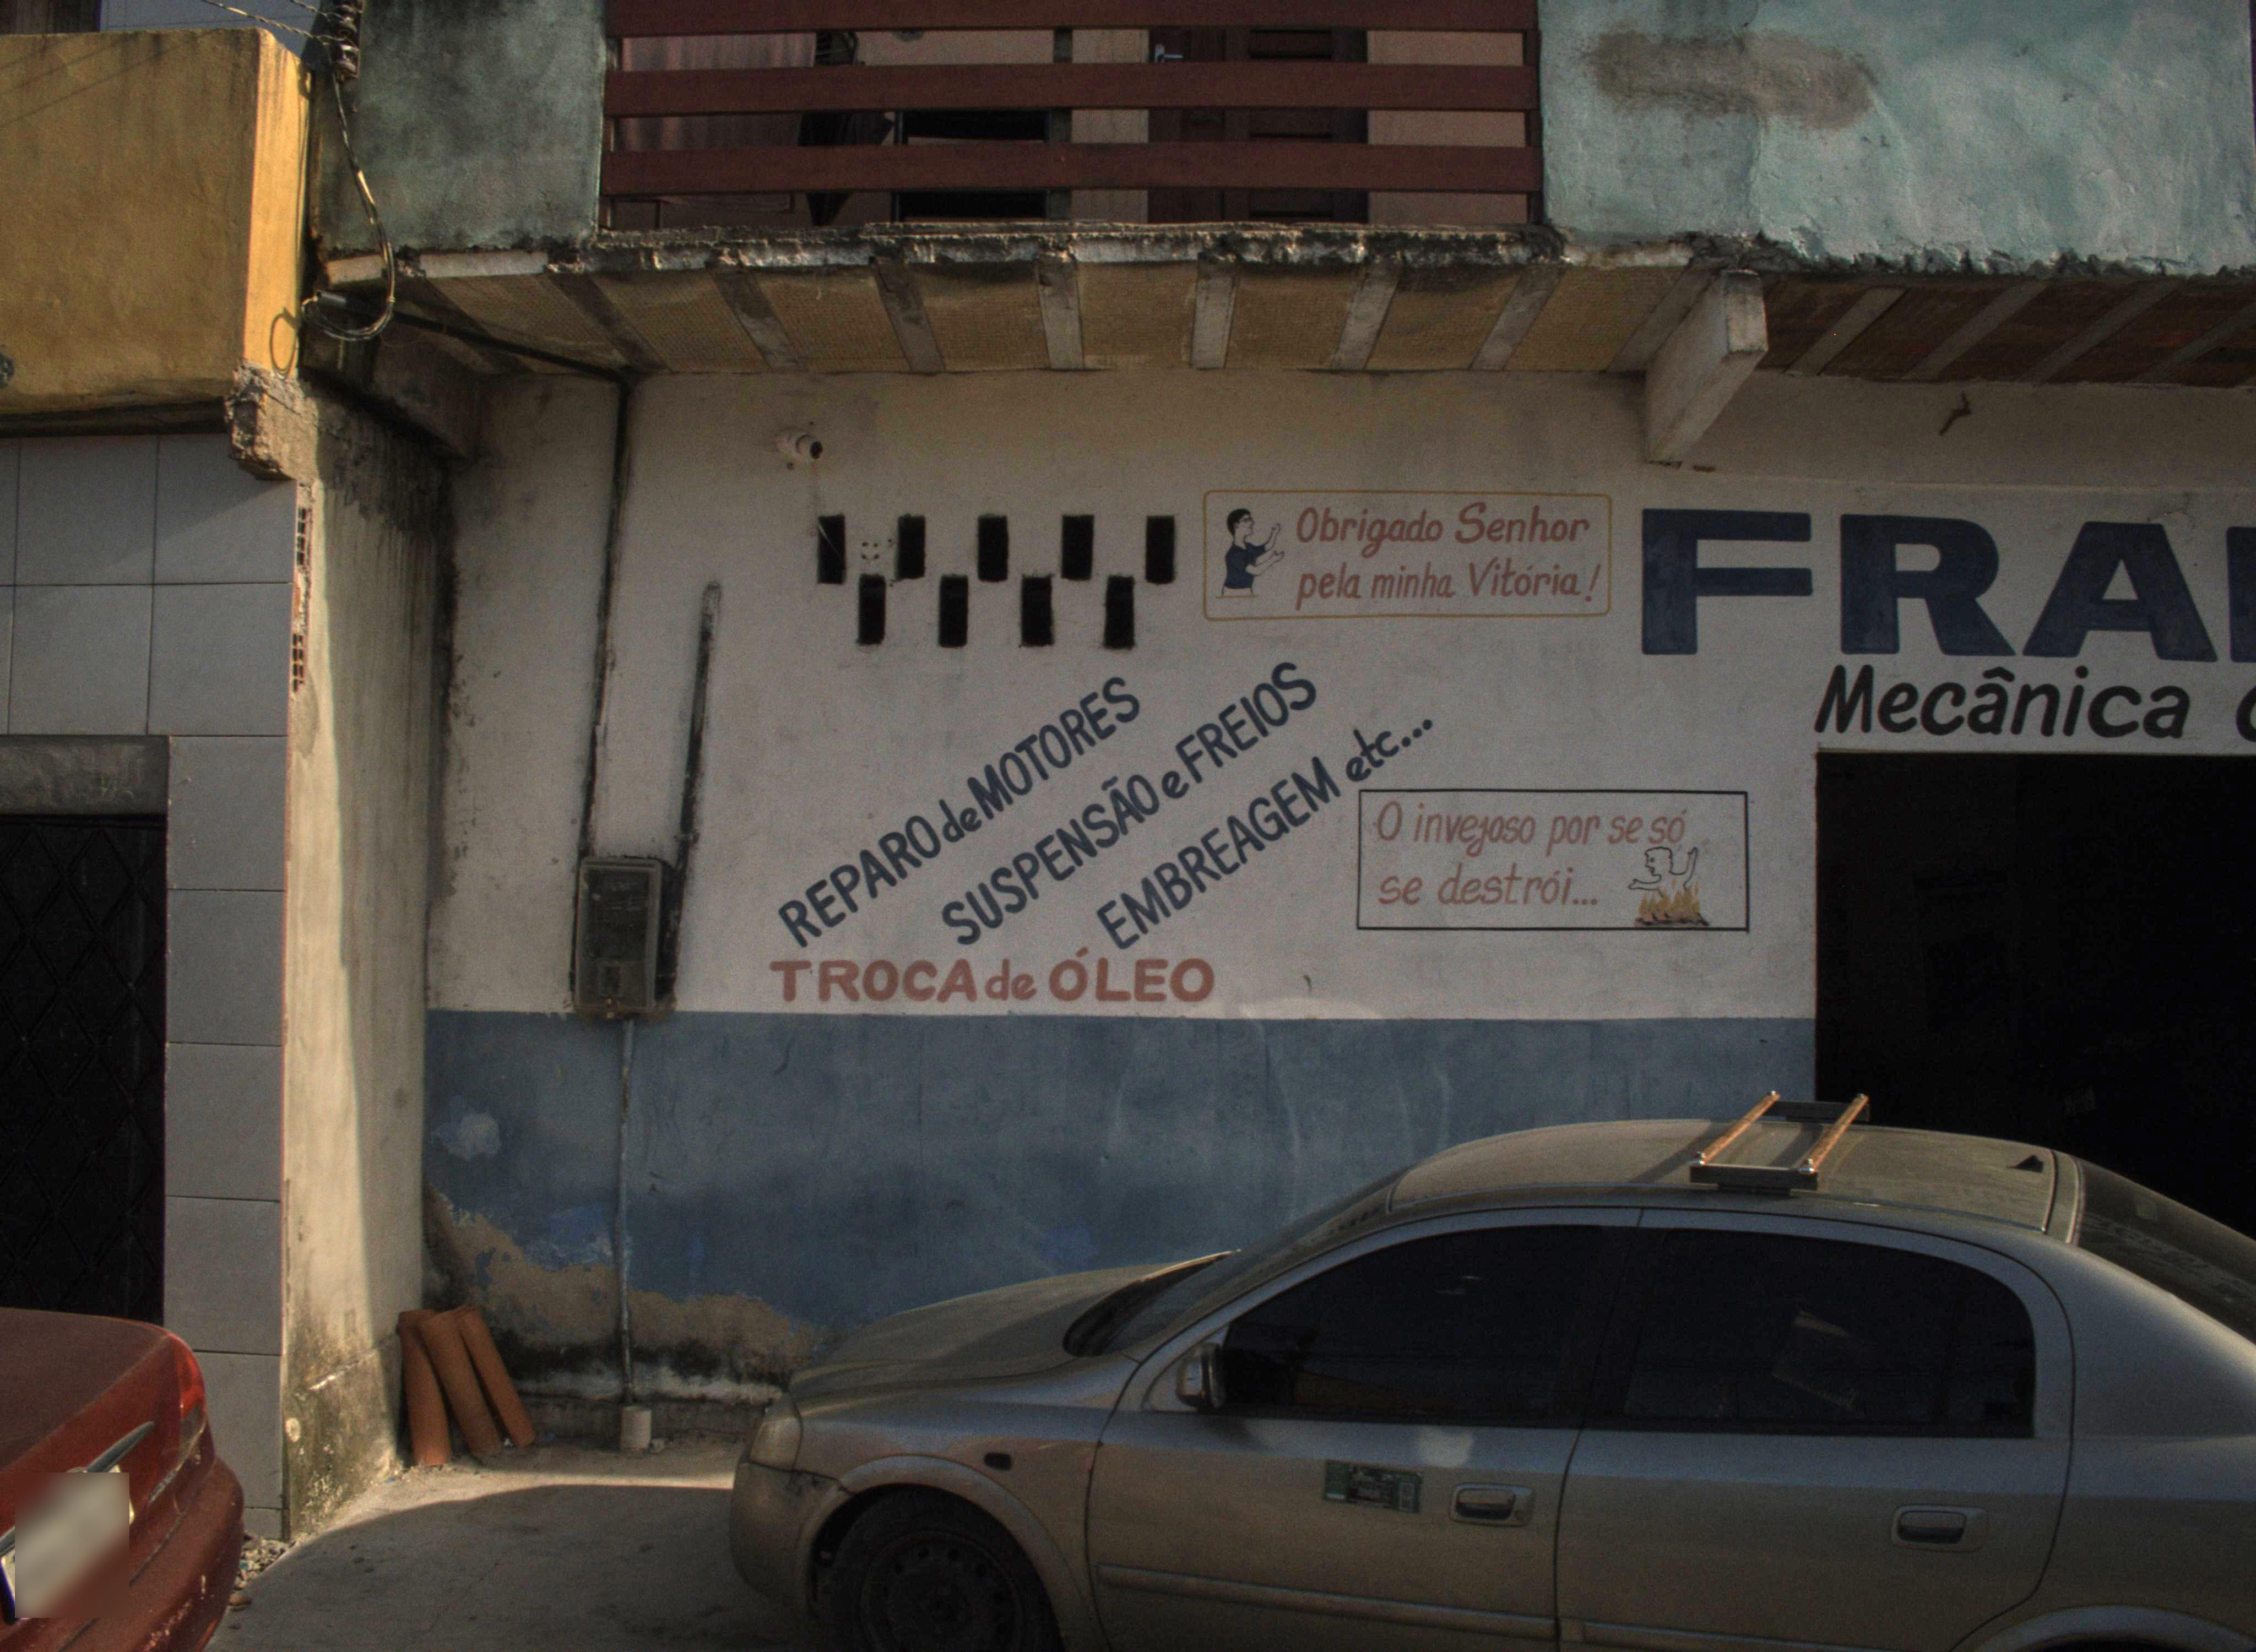 Obrigado Senhor
pela minha Vitória!
FRA
Mecânica
REPARO de MOTORES
SUSPENSÃO e FREIOS
EMBREAGEM etc...
O invejoso por se só
se destrói...
TROCA de ÓLEO